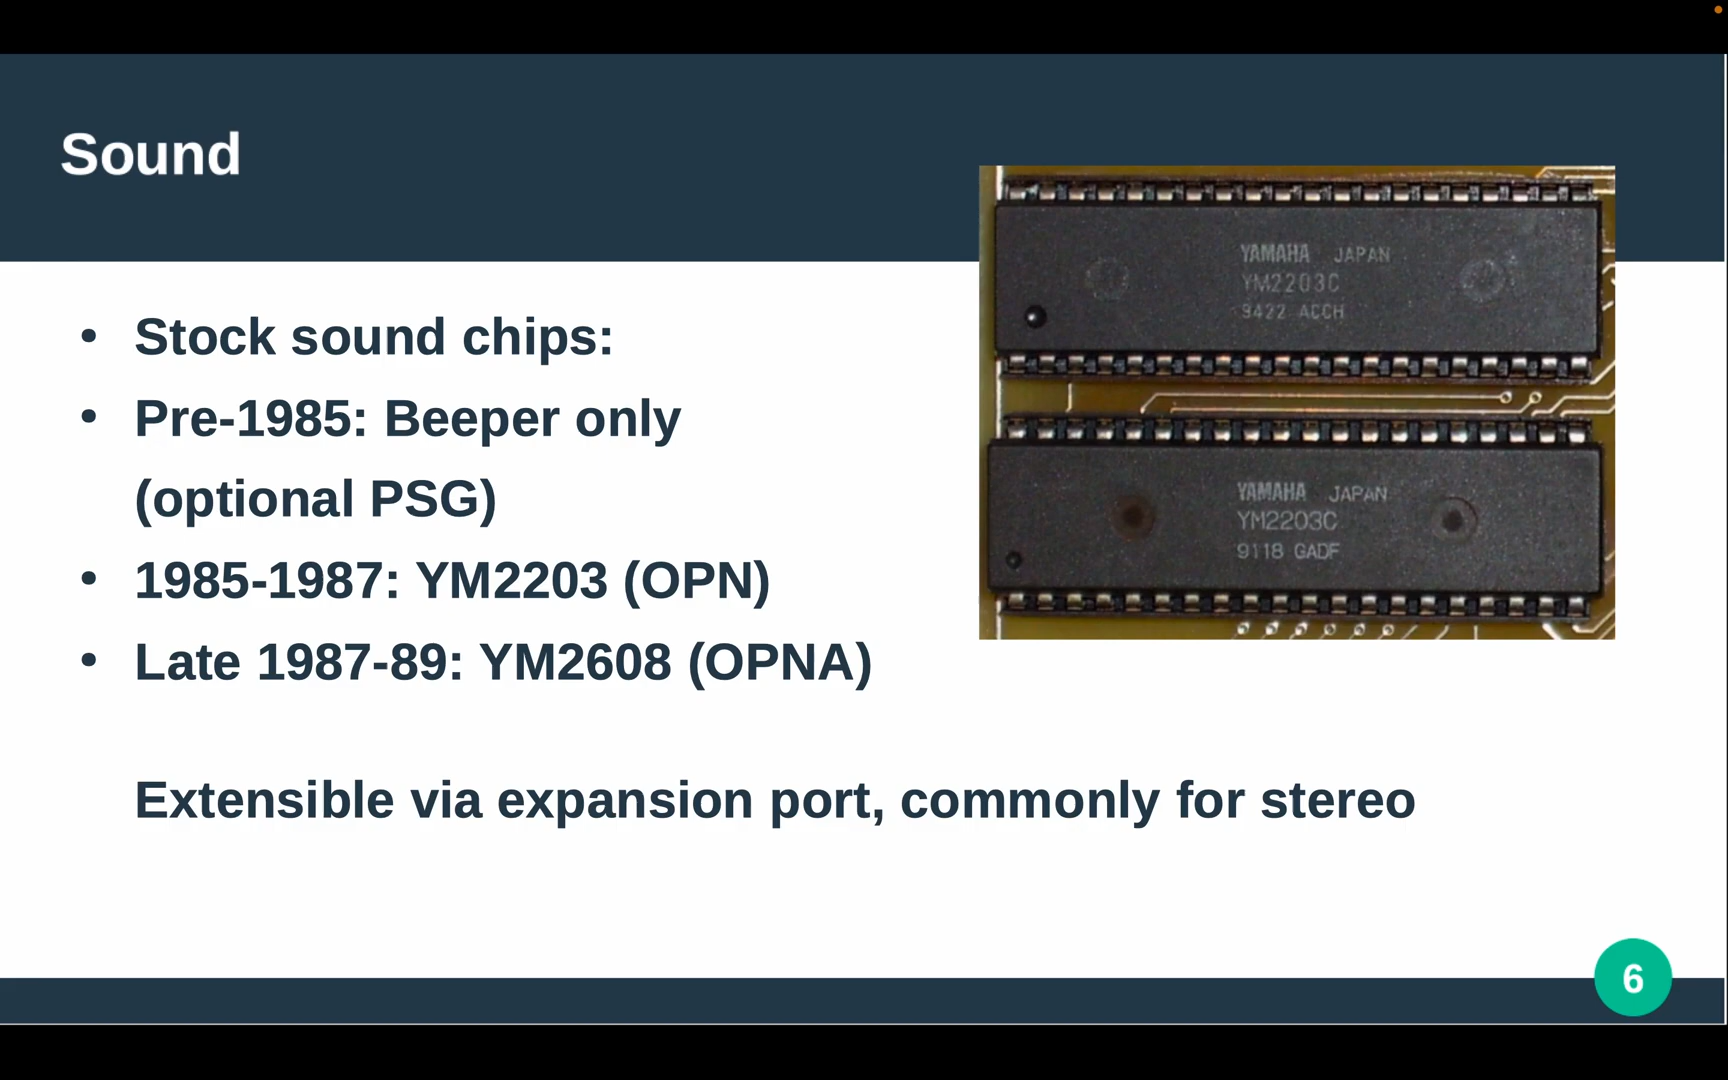 Sound
YAMAHA JAPAN
YM2203C
9422 ACCH
YAMAHA JAPAN
YM2203C
9118 GADF
• Stock sound chips:
• Pre-1985: Beeper only
(optional PSG)
• 1985-1987: YM2203 (OPN)
• Late 1987-89: YM2608 (OPNA)
Extensible via expansion port, commonly for stereo
6